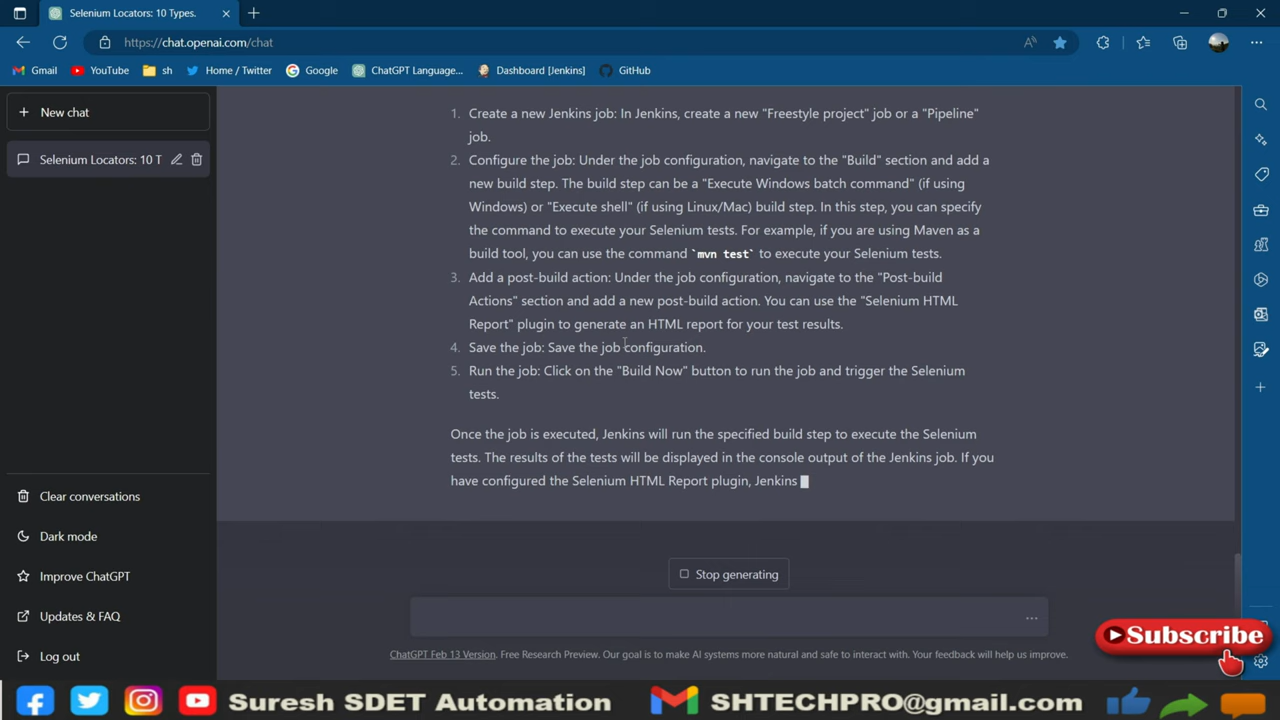 Selenium Locators: 10 Types.
https://chat.openai.com/chat
Gmail
YouTube
sh
Home / Twitter
Google
ChatGPT Language...
Dashboard [Jenkins]
GitHub
New chat
Selenium Locators: 10 T
1. Create a new Jenkins job: In Jenkins, create a new "Freestyle project" job or a "Pipeline"
job.
2. Configure the job: Under the job configuration, navigate to the "Build" section and add a
new build step. The build step can be a "Execute Windows batch command" (if using
Windows) or "Execute shell" (if using Linux/Mac) build step. In this step, you can specify
the command to execute your Selenium tests. For example, if you are using Maven as a
build tool, you can use the command `mvn test` to execute your Selenium tests.
3. Add a post-build action: Under the job configuration, navigate to the "Post-build
Actions" section and add a new post-build action. You can use the "Selenium HTML
Report" plugin to generate an HTML report for your test results.
4. Save the job: Save the job configuration.
5. Run the job: Click on the "Build Now" button to run the job and trigger the Selenium
tests.
Once the job is executed, Jenkins will run the specified build step to execute the Selenium
tests. The results of the tests will be displayed in the console output of the Jenkins job. If you
have configured the Selenium HTML Report plugin, Jenkins
Clear conversations
Dark mode
Improve ChatGPT
Updates & FAQ
Log out
Stop generating
ChatGPT Feb 13 Version. Free Research Preview. Our goal is to make AI systems more natural and safe to interact with. Your feedback will help us improve.
Subscribe
Suresh SDET Automation
SHTECHPRO@gmail.com